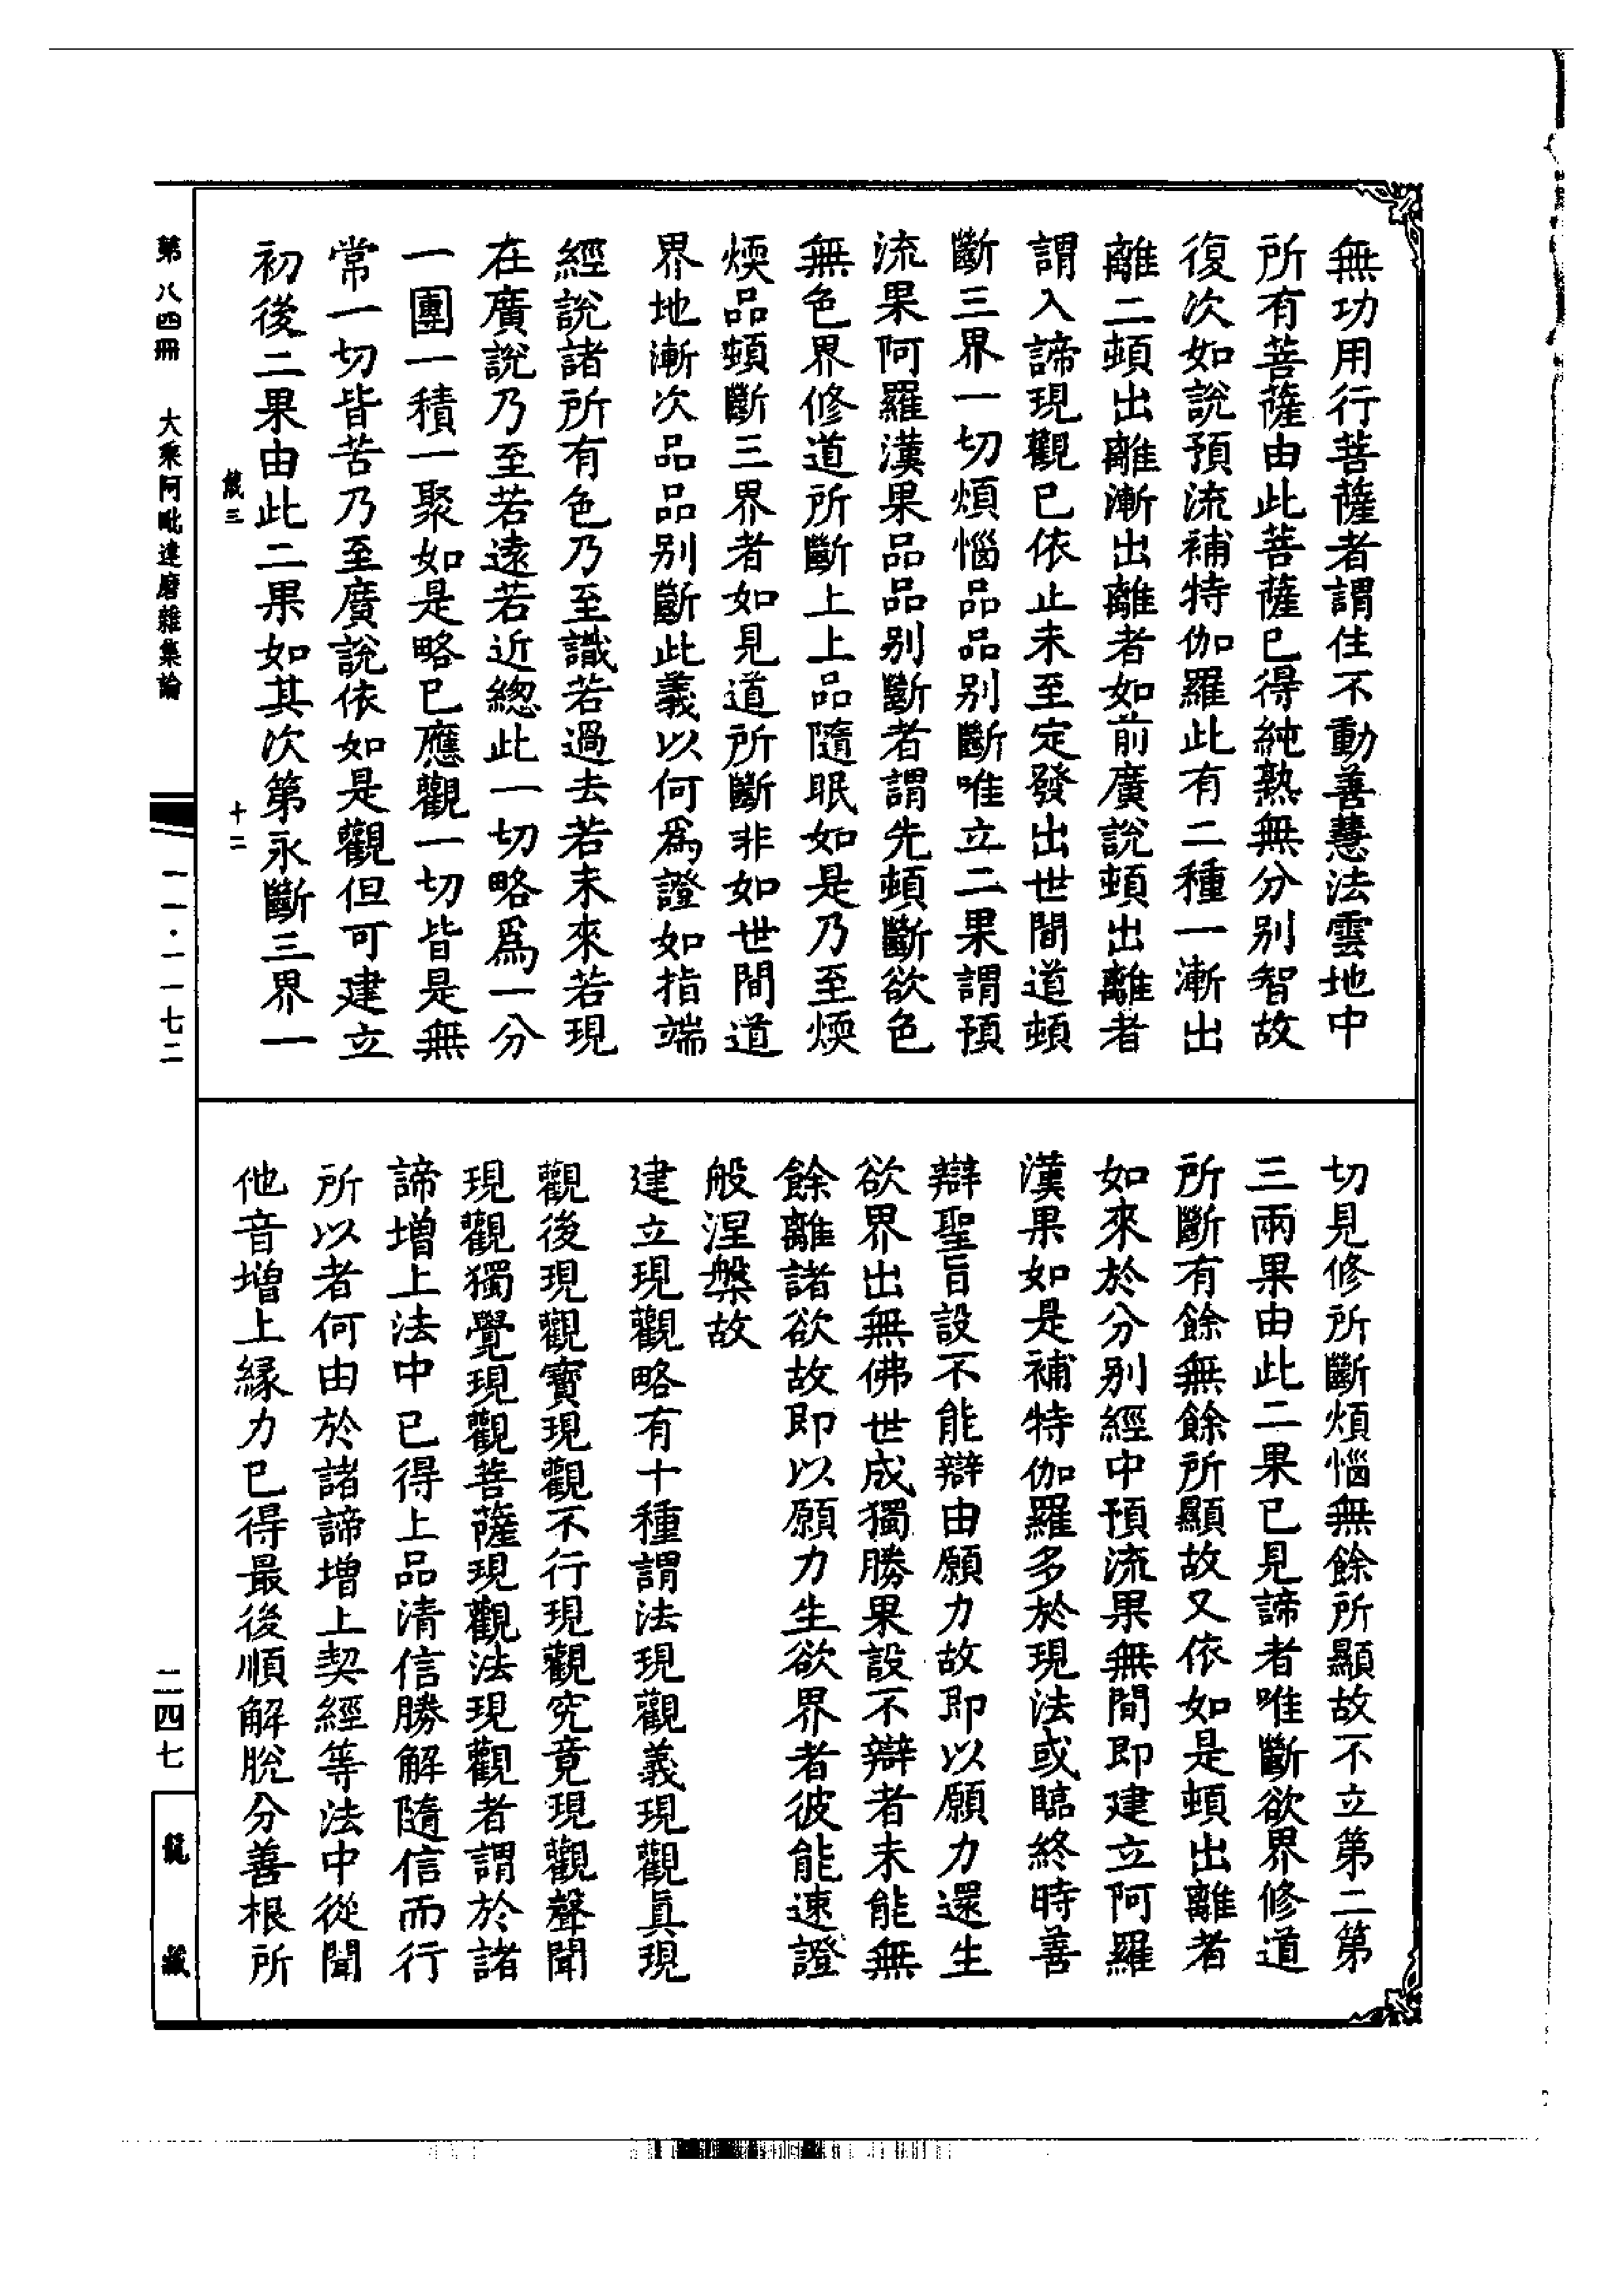 無功用行菩薩者謂住不動善慧法雲地中
所有菩薩由此菩薩已得純熟無分别智故
復次如說預流補特伽羅此有二種一漸出
離二頓出離漸出離者如前廣說頓出離者
謂入諦現觀已依止未至定發出世間道頓
斷三界一切煩惱品品别斷唯立二果謂預
流果阿羅漢果品品别斷者謂先頓斷欲色
無色界修道所斷上上品隨眠如是乃至煗
煗品頓斷三界者如見道所斷非如世間道
界地漸次品品别斷此義以何爲證如指端
經說諸所有色乃至識若過去若未來若現
在廣說乃至若遠若近總此一切略爲一分
一團一積一聚如是略已應觀一切皆是無
常一切皆苦乃至廣說依如是觀但可建立
初後二果由此二果如其次第永斷三界一
切見修所斷煩惱無餘所顯故不立第二第
三兩果由此二果已見諦者唯斷欲界修道
所斷有餘無餘所顯故又依如是頓出離者
如來於分别經中預流果無間即建立阿羅
漢果如是補特伽羅多於現法或臨終時善
辯聖旨設不能辯由願力故即以願力還生
欲界出無佛世成獨勝果設不辯者未能無
餘離諸欲故即以願力生欲界者彼能速證
般涅槃故
建立現觀略有十種謂法現觀義現觀真現
觀後現觀寶現觀不行現觀究竟現觀聲聞
現觀獨覺現觀菩薩現觀法現觀者謂於諸
諦增上法中已得上品清信勝解隨信而行
所以者何由於諸諦增上契經等法中從聞
他音增上縁力已得最後順解脫分善根所
第八四冊 大乘阿毗達磨雜集論 一一·一一七二 二四七 龍藏
十二